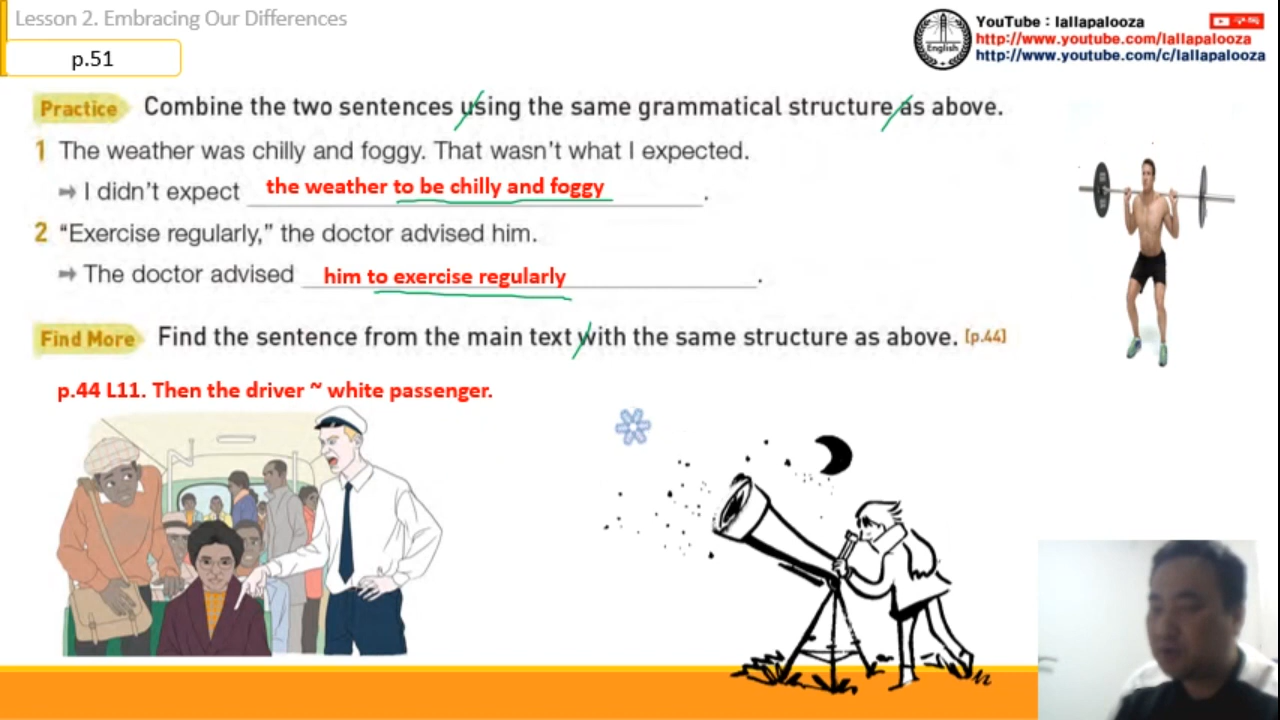 Lesson 2. Embracing Our Differences
p.51
English
YouTube : lallapalooza
http://www.youtube.com/lallapalooza
http://www.youtube.com/c/lallapalooza
Practice Combine the two sentences using the same grammatical structure as above.
1 The weather was chilly and foggy. That wasn't what I expected.
➡ I didn't expect the weather to be chilly and foggy.
2 “Exercise regularly,” the doctor advised him.
➡ The doctor advised him to exercise regularly.
Find More Find the sentence from the main text with the same structure as above. [p.44]
p.44 L11. Then the driver ~ white passenger.